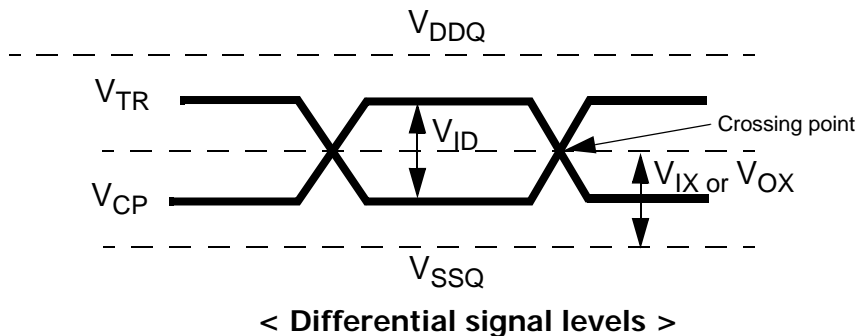 VDDQ
VTR
VID
Crossing point
VIX or VOX
VCP
VSSQ
< Differential signal levels >